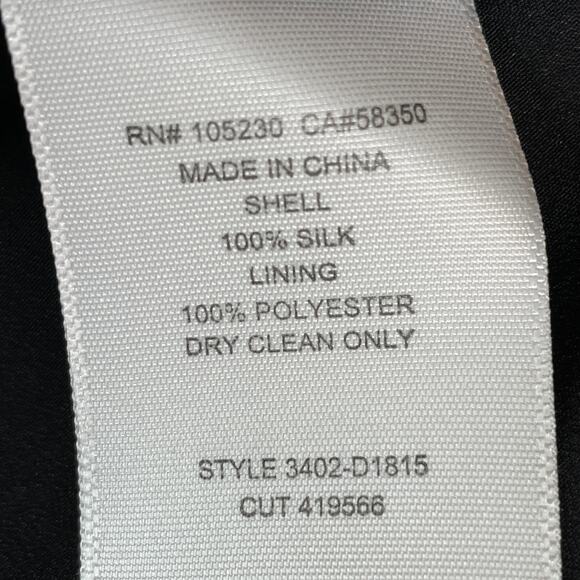 RN# 105230 CA#58350
MADE IN CHINA
SHELL
100% SILK
LINING
100% POLYESTER
DRY CLEAN ONLY
STYLE 3402-D1815
CUT 419566